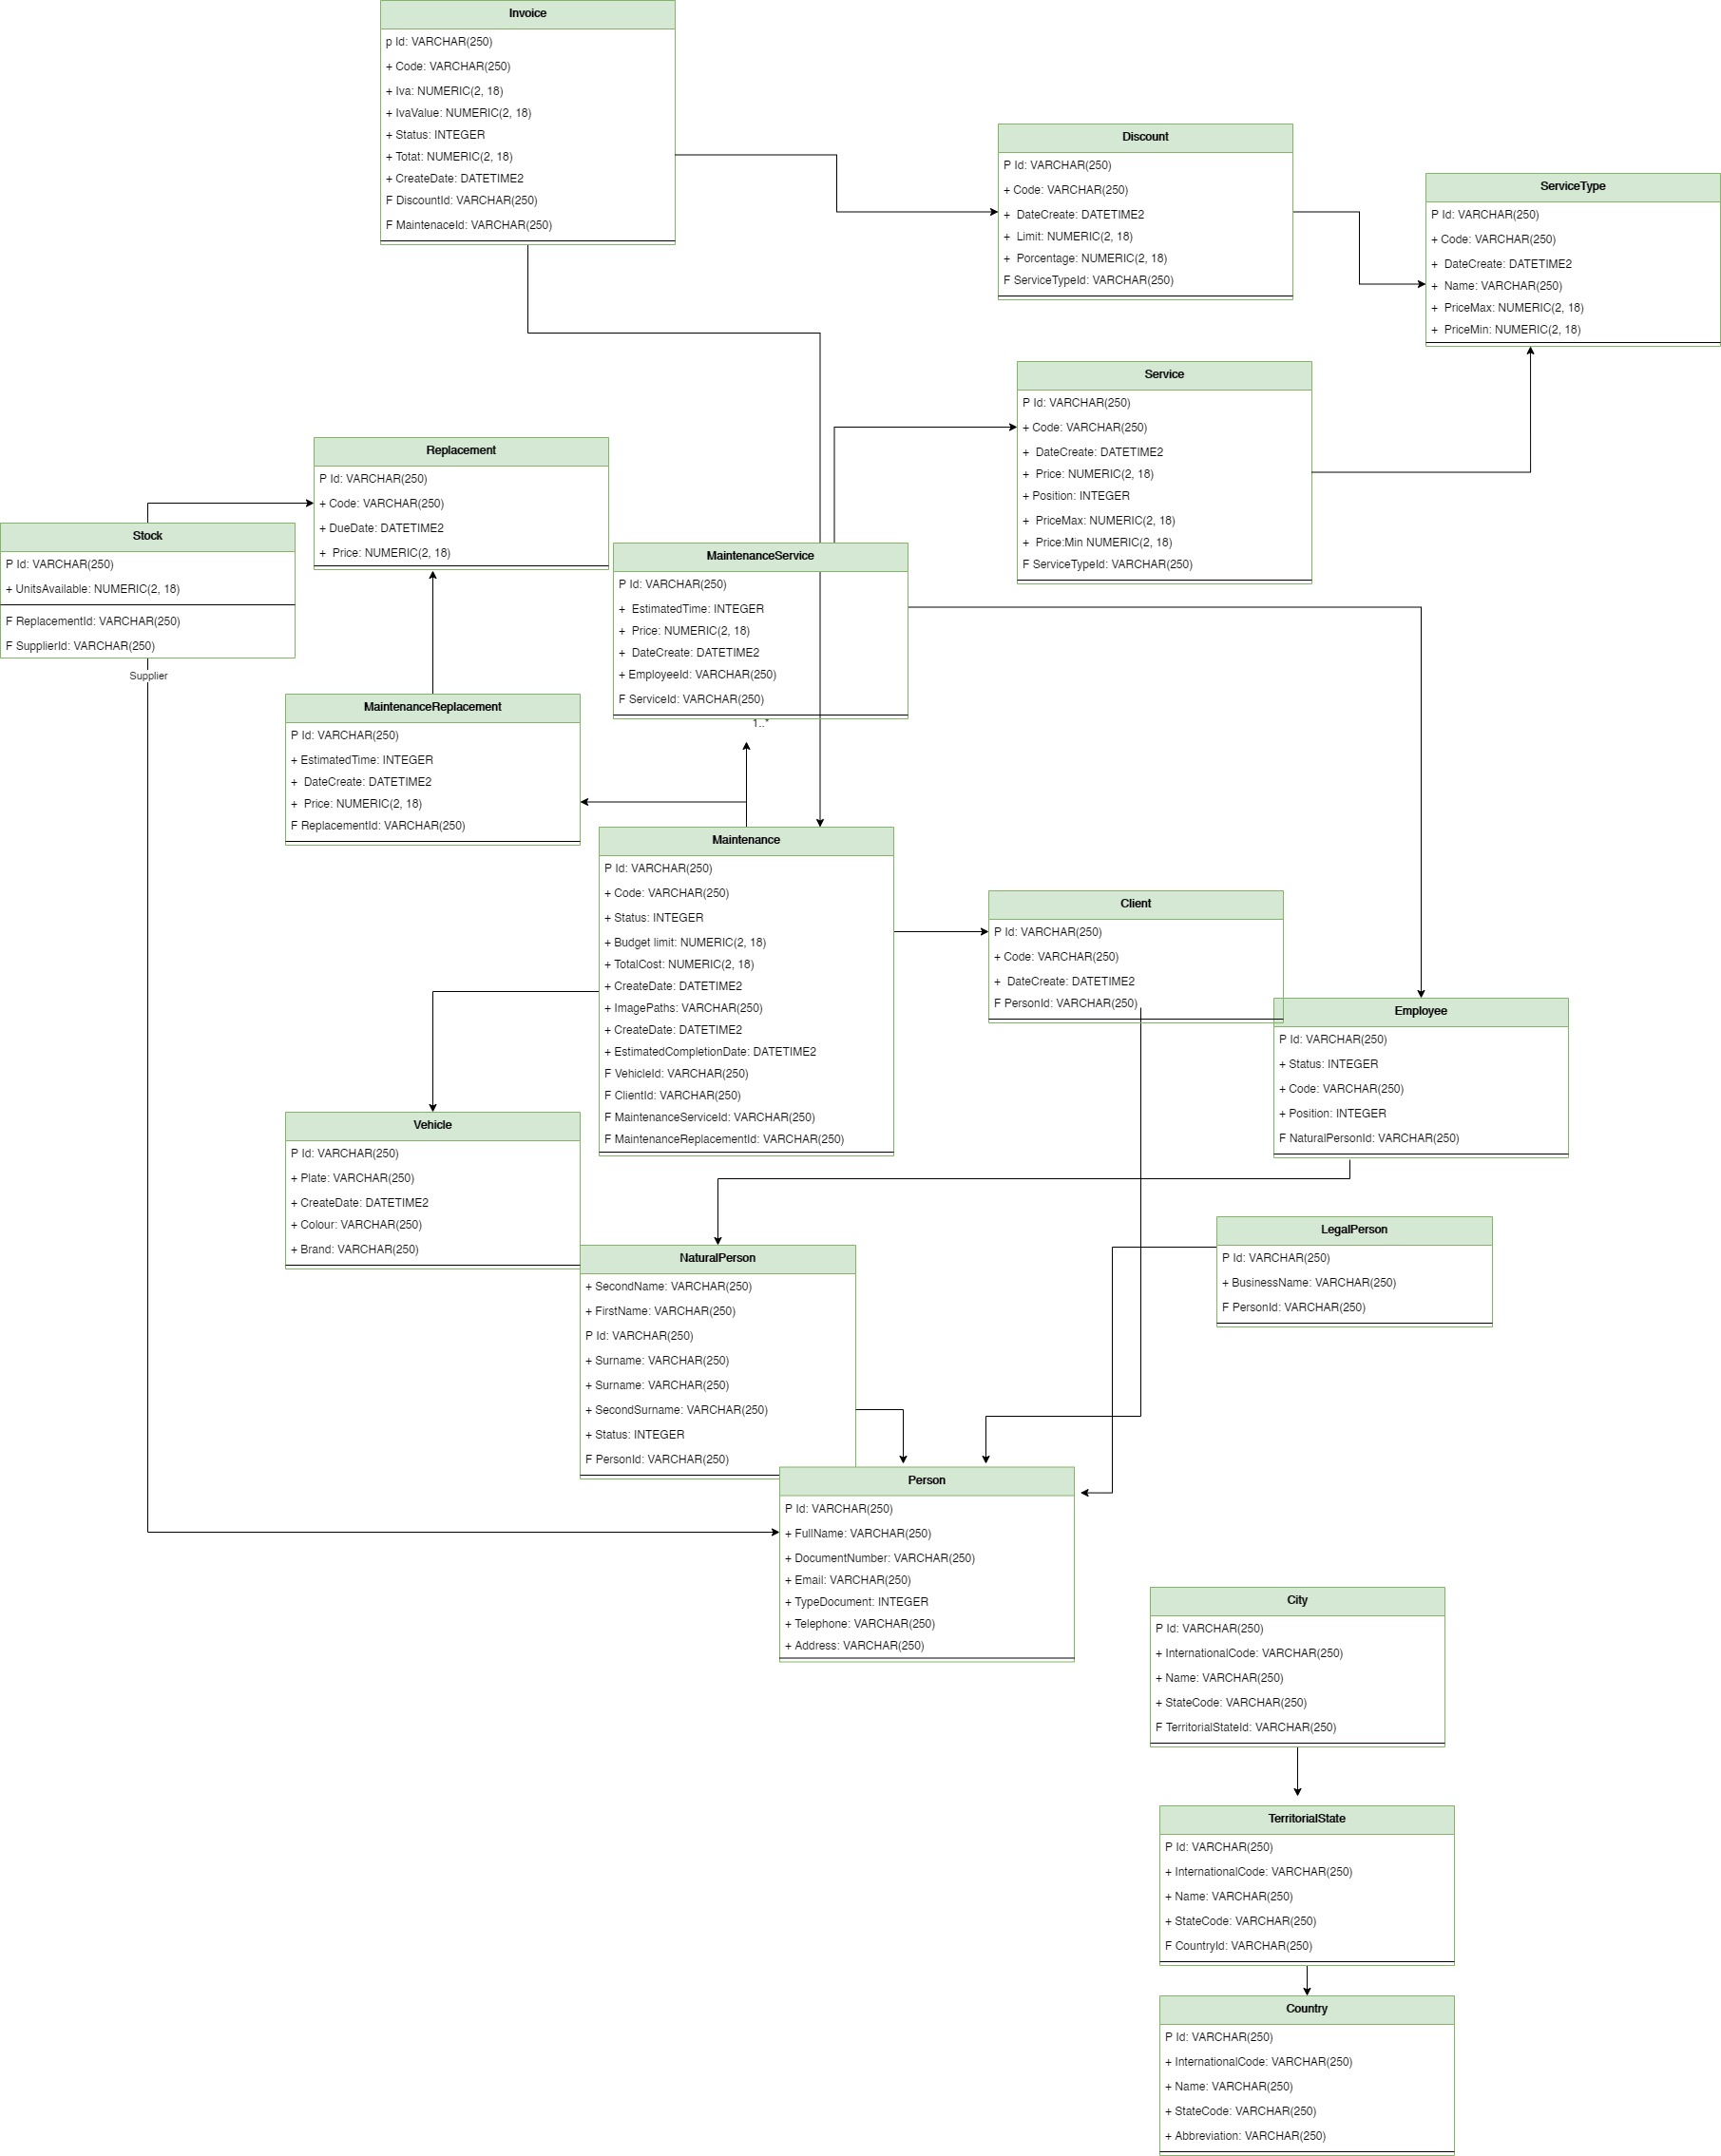 Invoice
p Id: VARCHAR(250)
+ Code: VARCHAR(250)
+ Iva: NUMERIC(2, 18)
+ IvaValue: NUMERIC(2, 18)
+ Status: INTEGER
+ Totat: NUMERIC(2, 18)
+ CreateDate: DATETIME2
F DiscountId: VARCHAR(250)
F MaintenaceId: VARCHAR(250)
Discount
P Id: VARCHAR(250)
+ Code: VARCHAR(250)
+ DateCreate: DATETIME2
+ Limit: NUMERIC(2, 18)
+ Porcentage: NUMERIC(2, 18)
F ServiceTypeId: VARCHAR(250)
ServiceType
P Id: VARCHAR(250)
+ Code: VARCHAR(250)
+ DateCreate: DATETIME2
+ Name: VARCHAR(250)
+ PriceMax: NUMERIC(2, 18)
+ PriceMin: NUMERIC(2, 18)
Service
P Id: VARCHAR(250)
+ Code: VARCHAR(250)
+ DateCreate: DATETIME2
+ Price: NUMERIC(2, 18)
+ Position: INTEGER
+ PriceMax: NUMERIC(2, 18)
+ Price:Min NUMERIC(2, 18)
F ServiceTypeId: VARCHAR(250)
Replacement
P Id: VARCHAR(250)
+ Code: VARCHAR(250)
+ DueDate: DATETIME2
+ Price: NUMERIC(2, 18)
Stock
P Id: VARCHAR(250)
+ UnitsAvailable: NUMERIC(2, 18)
F ReplacementId: VARCHAR(250)
F SupplierId: VARCHAR(250)
Supplier
MaintenanceService
P Id: VARCHAR(250)
+ EstimatedTime: INTEGER
+ Price: NUMERIC(2, 18)
+ DateCreate: DATETIME2
+ EmployeeId: VARCHAR(250)
F ServiceId: VARCHAR(250)
1..*
MaintenanceReplacement
P Id: VARCHAR(250)
+ EstimatedTime: INTEGER
+ DateCreate: DATETIME2
+ Price: NUMERIC(2, 18)
F ReplacementId: VARCHAR(250)
Maintenance
P Id: VARCHAR(250)
+ Code: VARCHAR(250)
+ Status: INTEGER
+ Budget limit: NUMERIC(2, 18)
+ TotalCost: NUMERIC(2, 18)
+ CreateDate: DATETIME2
+ ImagePaths: VARCHAR(250)
+ CreateDate: DATETIME2
+ EstimatedCompletionDate: DATETIME2
F VehicleId: VARCHAR(250)
F ClientId: VARCHAR(250)
F MaintenanceServiceId: VARCHAR(250)
F MaintenanceReplacementId: VARCHAR(250)
Client
P Id: VARCHAR(250)
+ Code: VARCHAR(250)
+ DateCreate: DATETIME2
F PersonId: VARCHAR(250)
Employee
P Id: VARCHAR(250)
+ Status: INTEGER
+ Code: VARCHAR(250)
+ Position: INTEGER
F NaturalPersonId: VARCHAR(250)
Vehicle
P Id: VARCHAR(250)
+ Plate: VARCHAR(250)
+ CreateDate: DATETIME2
+ Colour: VARCHAR(250)
+ Brand: VARCHAR(250)
NaturalPerson
+ SecondName: VARCHAR(250)
+ FirstName: VARCHAR(250)
P Id: VARCHAR(250)
+ Surname: VARCHAR(250)
+ Surname: VARCHAR(250)
+ SecondSurname: VARCHAR(250)
+ Status: INTEGER
F PersonId: VARCHAR(250)
LegalPerson
P Id: VARCHAR(250)
+ BusinessName: VARCHAR(250)
F PersonId: VARCHAR(250)
Person
P Id: VARCHAR(250)
+ FullName: VARCHAR(250)
+ DocumentNumber: VARCHAR(250)
+ Email: VARCHAR(250)
+ TypeDocument: INTEGER
+ Telephone: VARCHAR(250)
+ Address: VARCHAR(250)
City
P Id: VARCHAR(250)
+ InternationalCode: VARCHAR(250)
+ Name: VARCHAR(250)
+ StateCode: VARCHAR(250)
F TerritorialStateId: VARCHAR(250)
TerritorialState
P Id: VARCHAR(250)
+ InternationalCode: VARCHAR(250)
+ Name: VARCHAR(250)
+ StateCode: VARCHAR(250)
F CountryId: VARCHAR(250)
Country
P Id: VARCHAR(250)
+ InternationalCode: VARCHAR(250)
+ Name: VARCHAR(250)
+ StateCode: VARCHAR(250)
+ Abbreviation: VARCHAR(250)